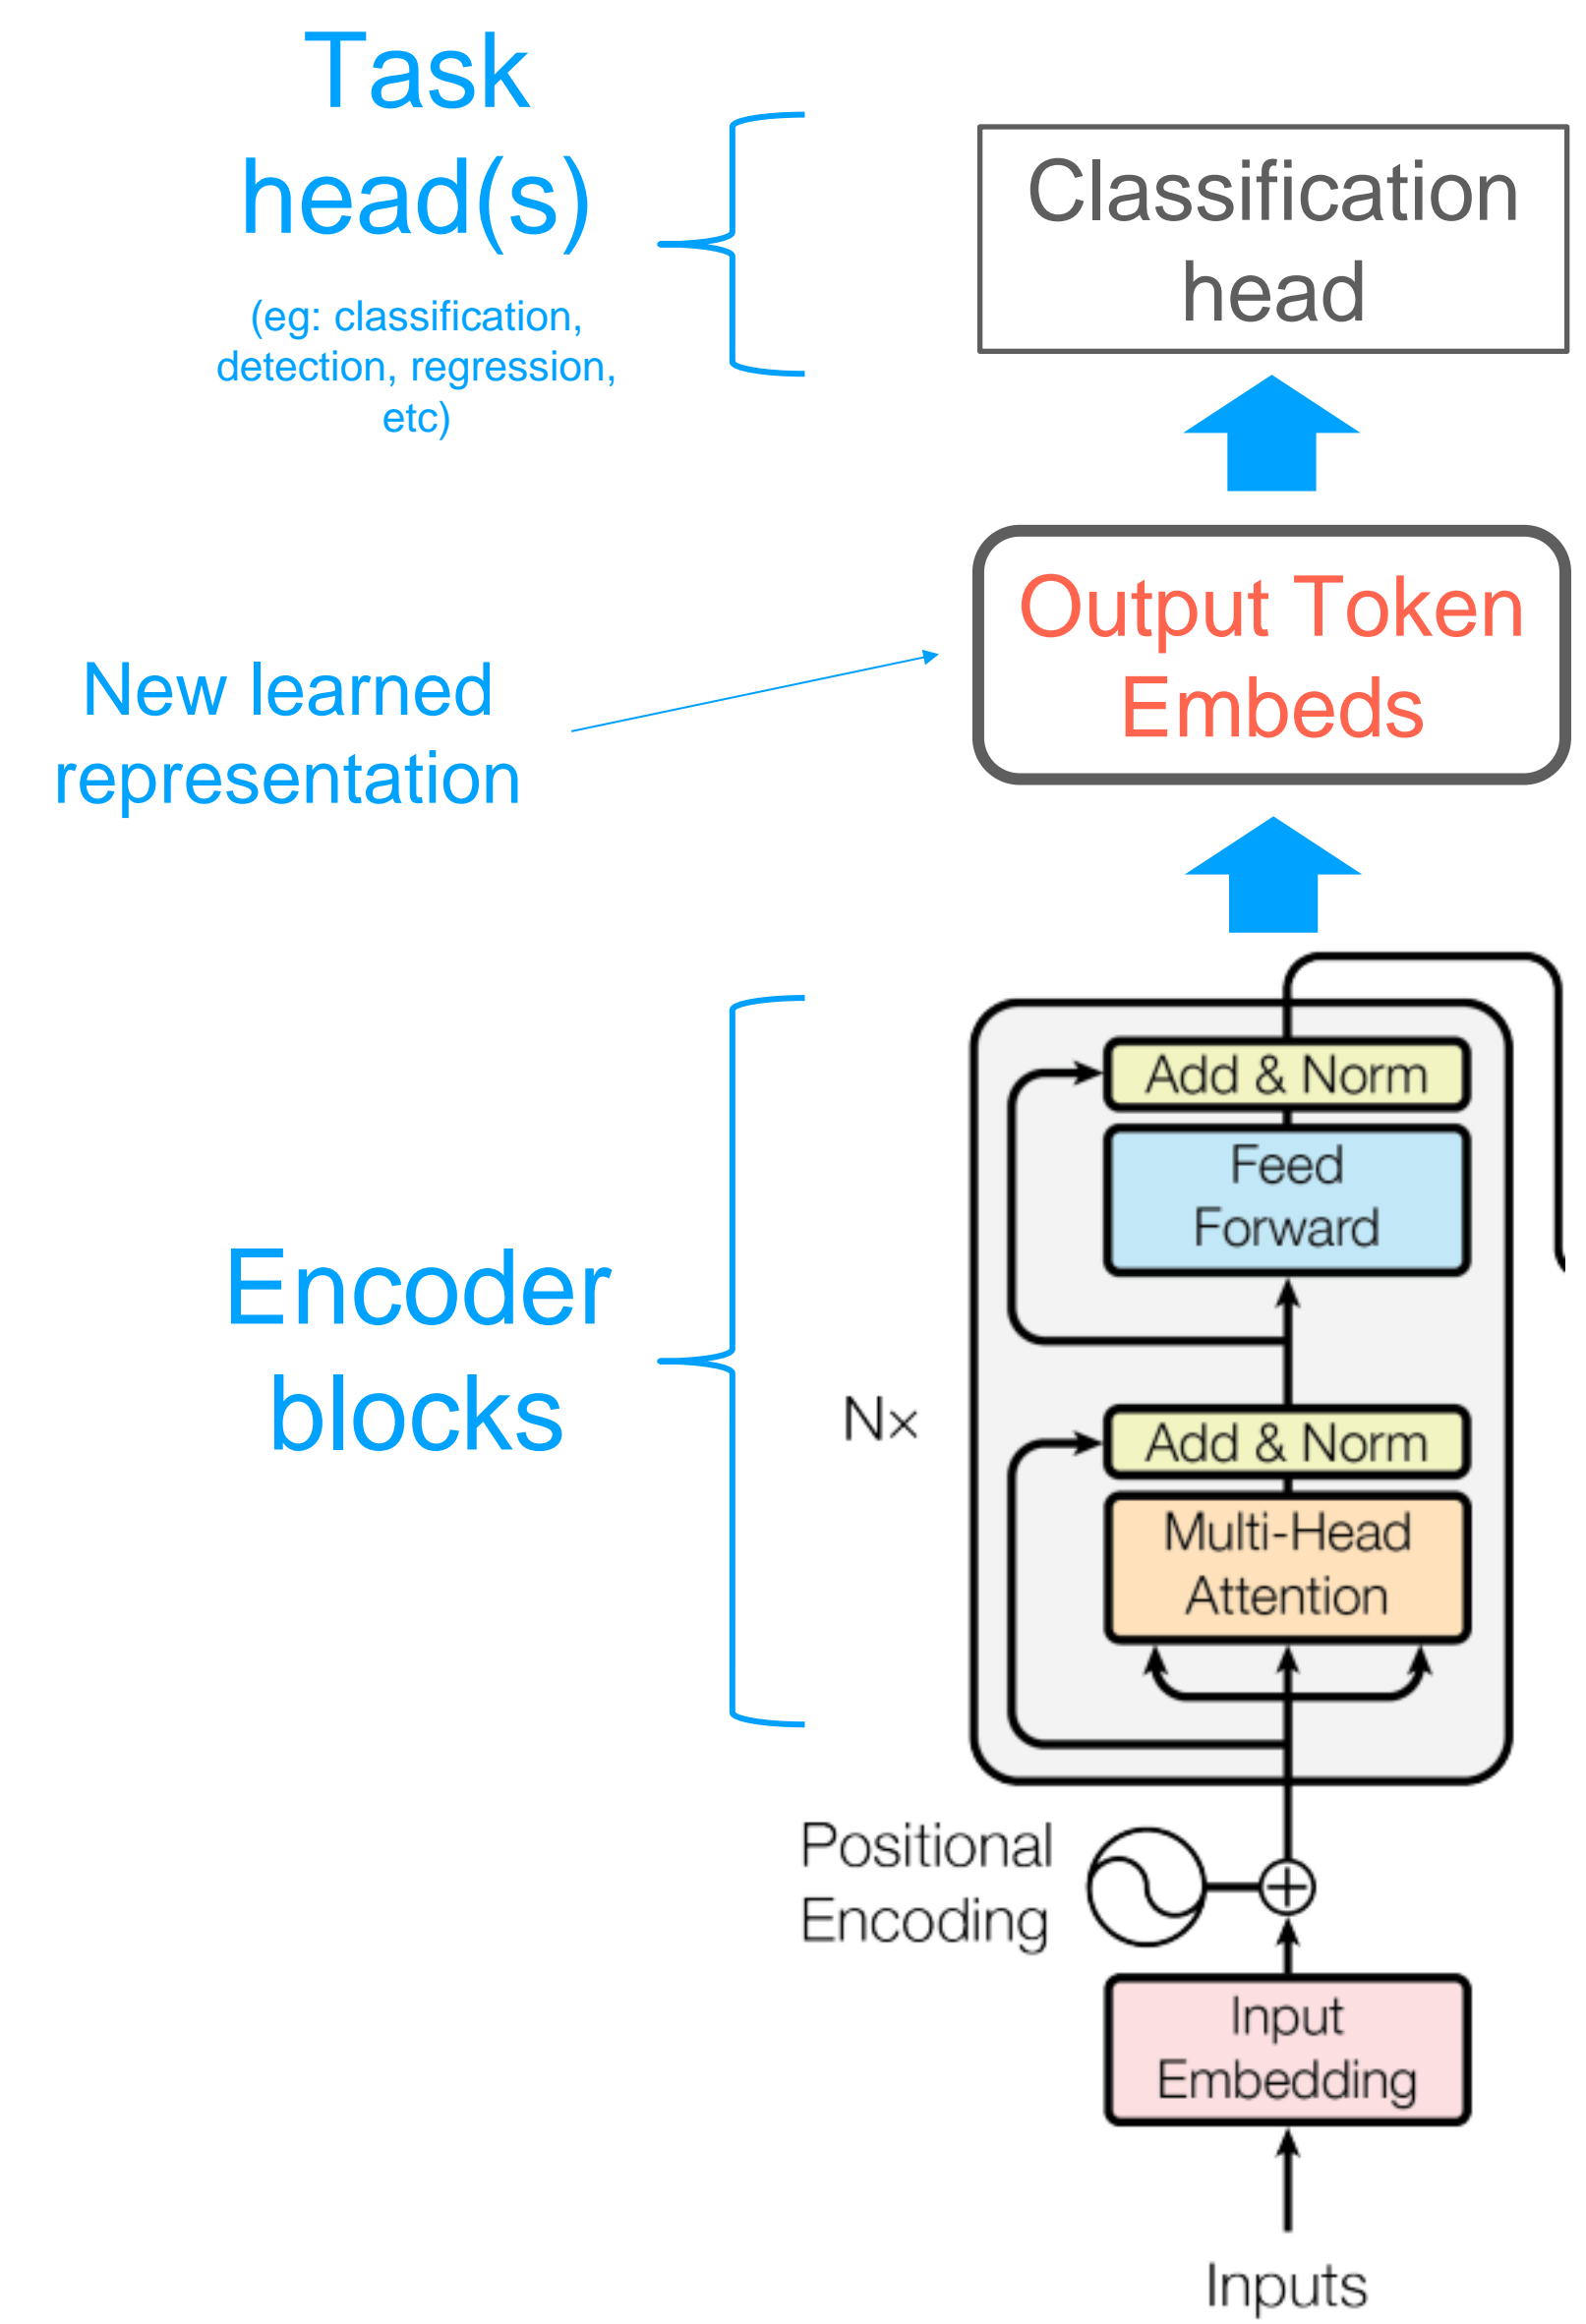 Task
head(s)
(eg: classification,
detection, regression,
etc)
Classification
head
Output Token
Embeds
New learned
representation
Add & Norm
Feed
Forward
Encoder
blocks
N×
Add & Norm
Multi-Head
Attention
Positional
Encoding
Input
Embedding
Inputs